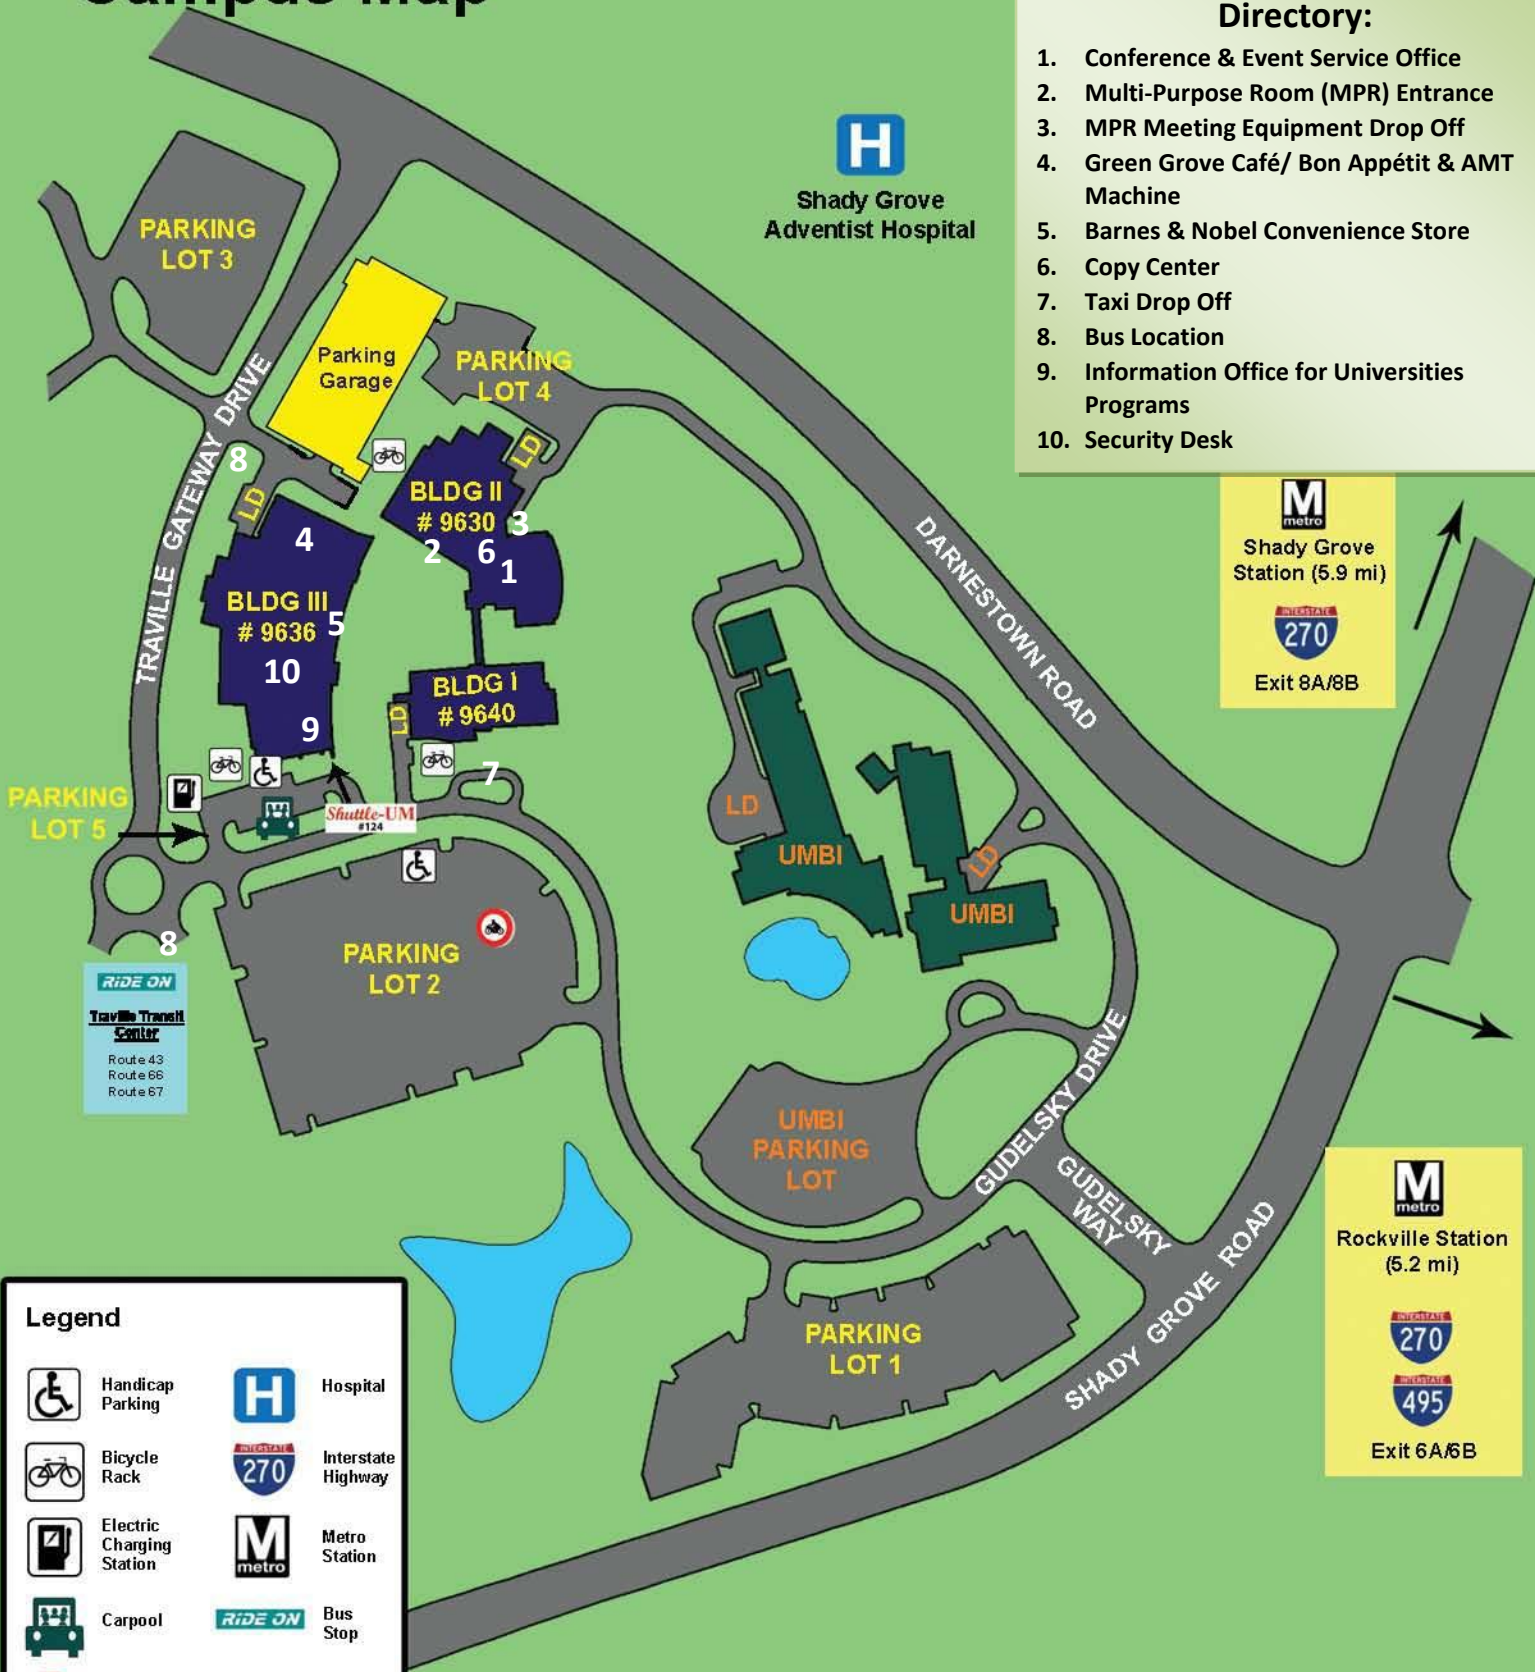 Campus Map
Directory:
1. Conference & Event Service Office
2. Multi-Purpose Room (MPR) Entrance
3. MPR Meeting Equipment Drop Off
4. Green Grove Café/ Bon Appétit & AMT
Machine
5. Barnes & Nobel Convenience Store
6. Copy Center
7. Taxi Drop Off
8. Bus Location
9. Information Office for Universities
Programs
10. Security Desk
H
Shady Grove
Adventist Hospital
PARKING
LOT 3
Parking
Garage
PARKING
LOT 4
TRAVILLE GATEWAY DRIVE
8
LD
LD
BLDG II
# 9630
3
2
6
1
4
BLDG III
# 9636
5
10
9
BLDG I
# 9640
LD
7
DARNESTOWN ROAD
M
metro
Shady Grove
Station (5.9 mi)
INTERSTATE
270
Exit 8A/8B
PARKING
LOT 5
Shuttle-UM
#124
LD
UMBI
LD
UMBI
8
RIDE ON
Traville Transit
Center
Route 43
Route 66
Route 67
PARKING
LOT 2
UMBI
PARKING
LOT
GUDELSKY DRIVE
GUDELSKY
WAY
SHADY GROVE ROAD
PARKING
LOT 1
M
metro
Rockville Station
(5.2 mi)
INTERSTATE
270
INTERSTATE
495
Exit 6A/6B
Legend
Handicap
Parking
H
Hospital
Bicycle
Rack
INTERSTATE
270
Interstate
Highway
Electric
Charging
Station
M
metro
Metro
Station
Carpool
RIDE ON
Bus
Stop